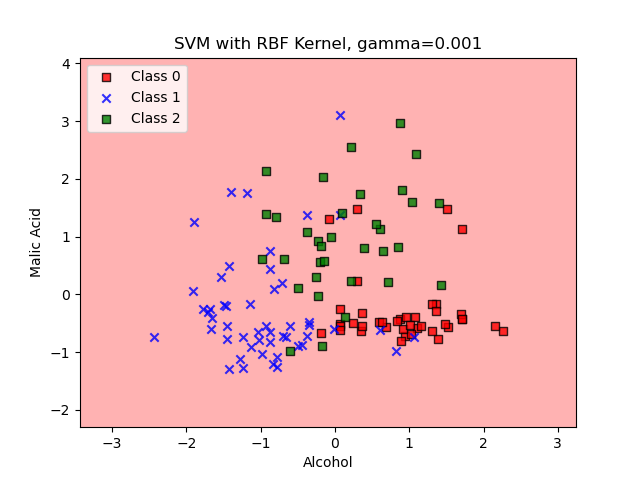 SVM with RBF Kernel, gamma=0.001
Class 0
Class 1
Class 2
4
3
2
1
0
−1
−2
Malic Acid
−3
−2
−1
0
1
2
3
Alcohol